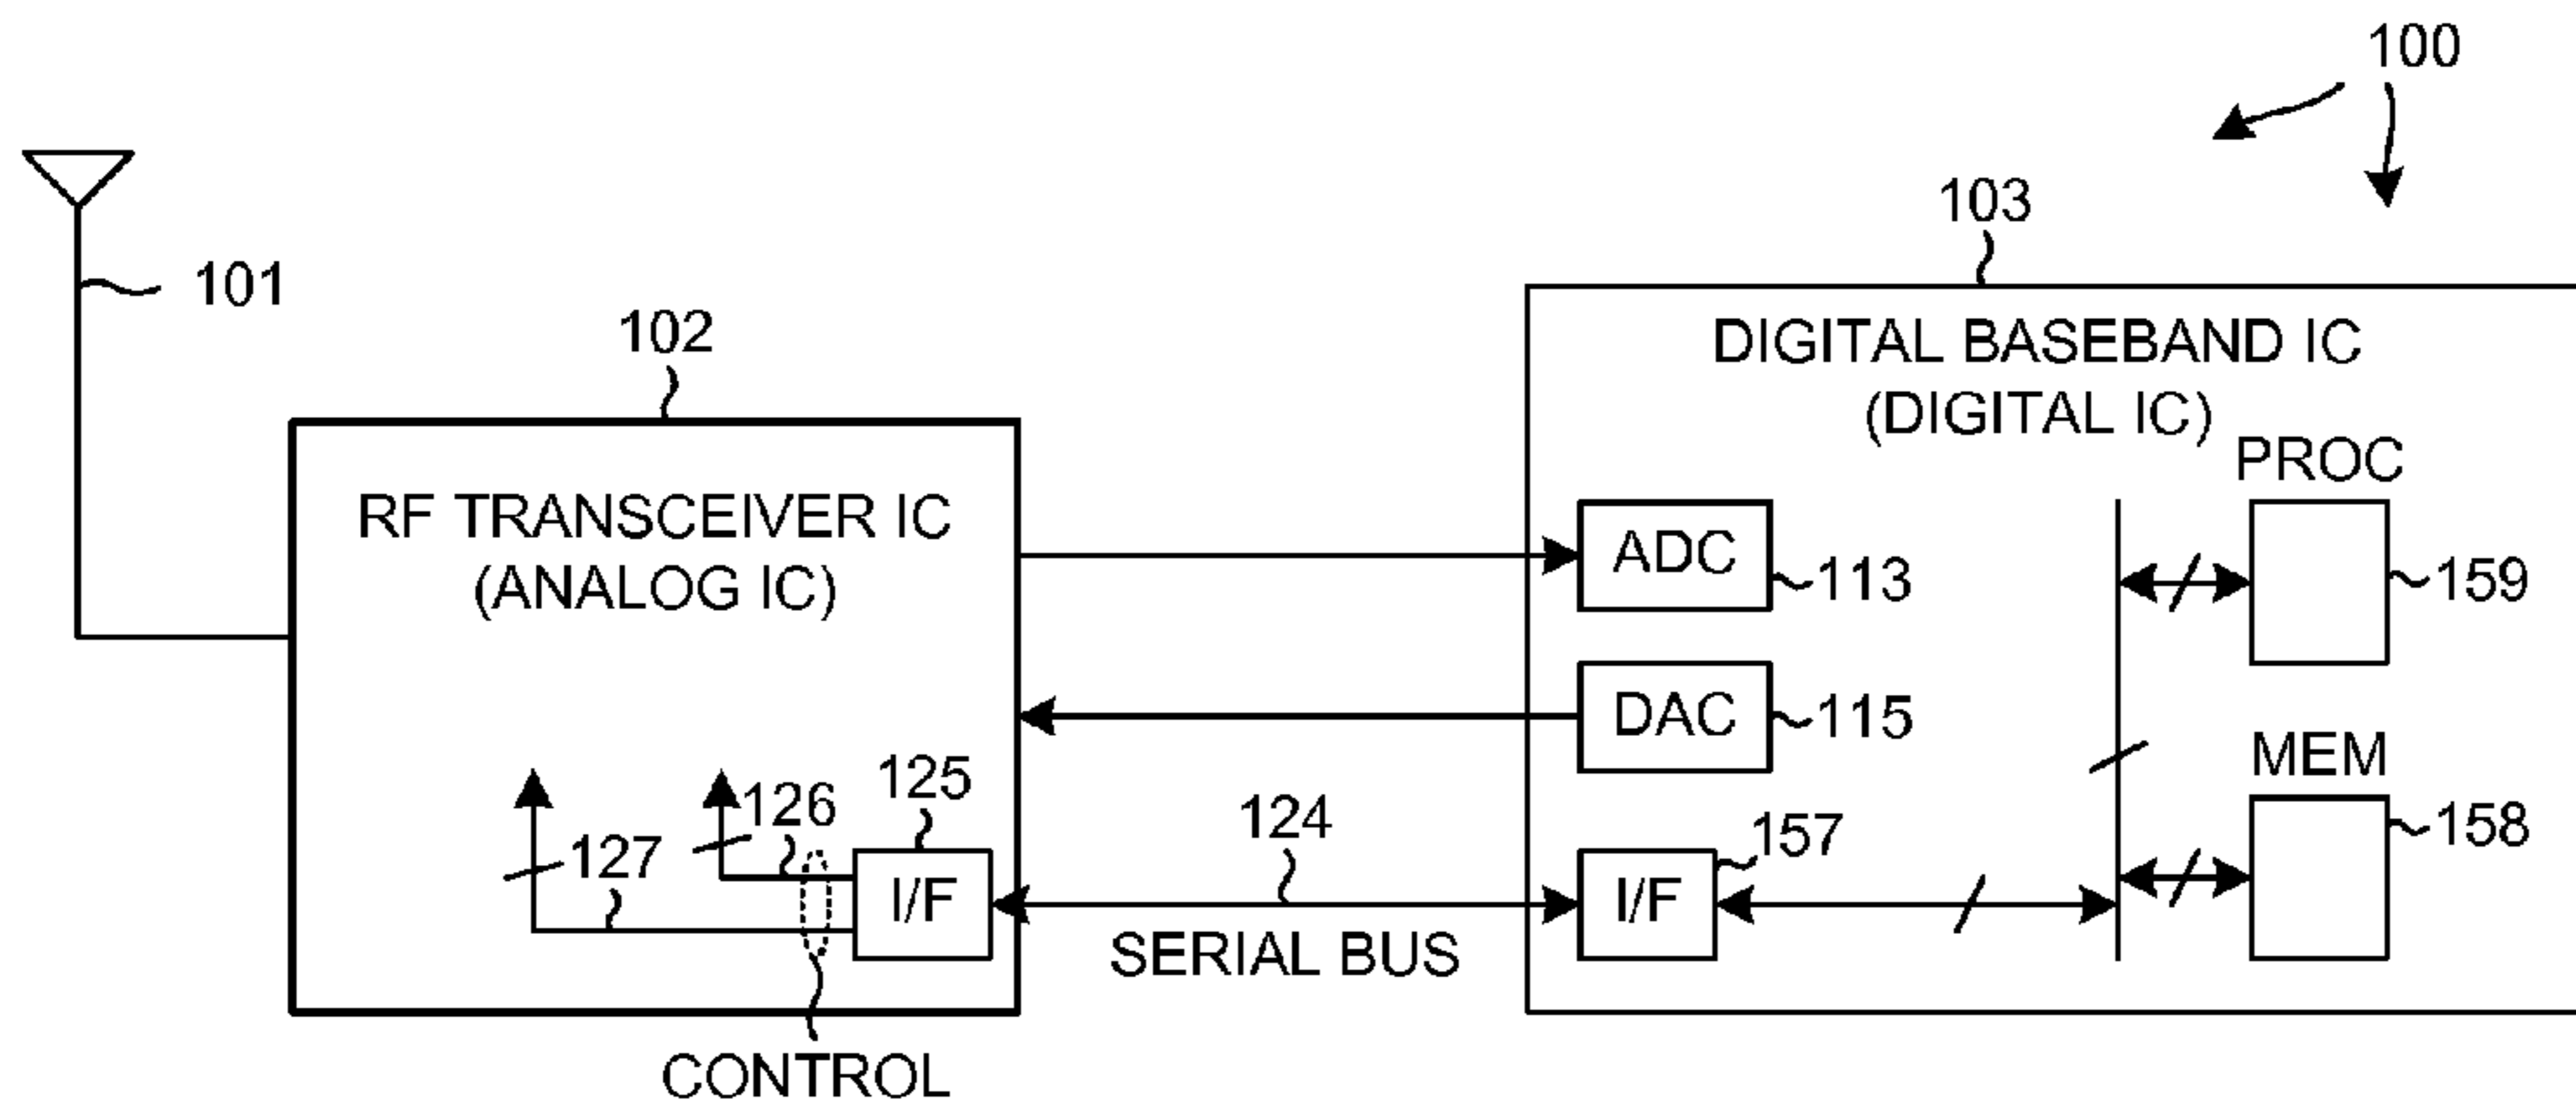 100
103
101
102
DIGITAL BASEBAND IC
(DIGITAL IC)
PROC
RF TRANSCEIVER IC
(ANALOG IC)
ADC
113
159
DAC
115
MEM
125
126
124
157
158
127
I/F
I/F
SERIAL BUS
CONTROL